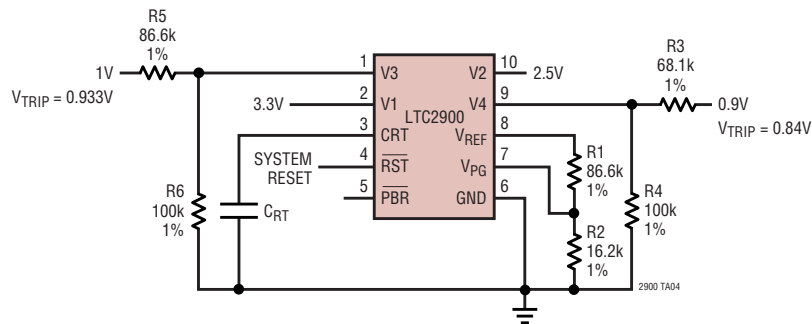 R5
86.6k
1%
1V
V_TRIP = 0.933V
3.3V
SYSTEM
RESET
R6
100k
1%
C_RT
1
V3
2
V1
3
CRT
4
R̅S̅T̅
5
P̅B̅R̅
LTC2900
10
V2
9
V4
8
V_REF
7
V_PG
6
GND
2.5V
R3
68.1k
1%
0.9V
V_TRIP = 0.84V
R1
86.6k
1%
R4
100k
1%
R2
16.2k
1%
2900 TA04